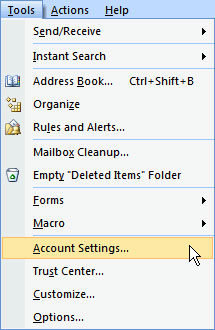 Tools Actions Help
Send/Receive
Instant Search
Address Book... Ctrl+Shift+B
Organize
Rules and Alerts...
Mailbox Cleanup...
Empty "Deleted Items" Folder
Forms
Macro
Account Settings...
Trust Center...
Customize...
Options...